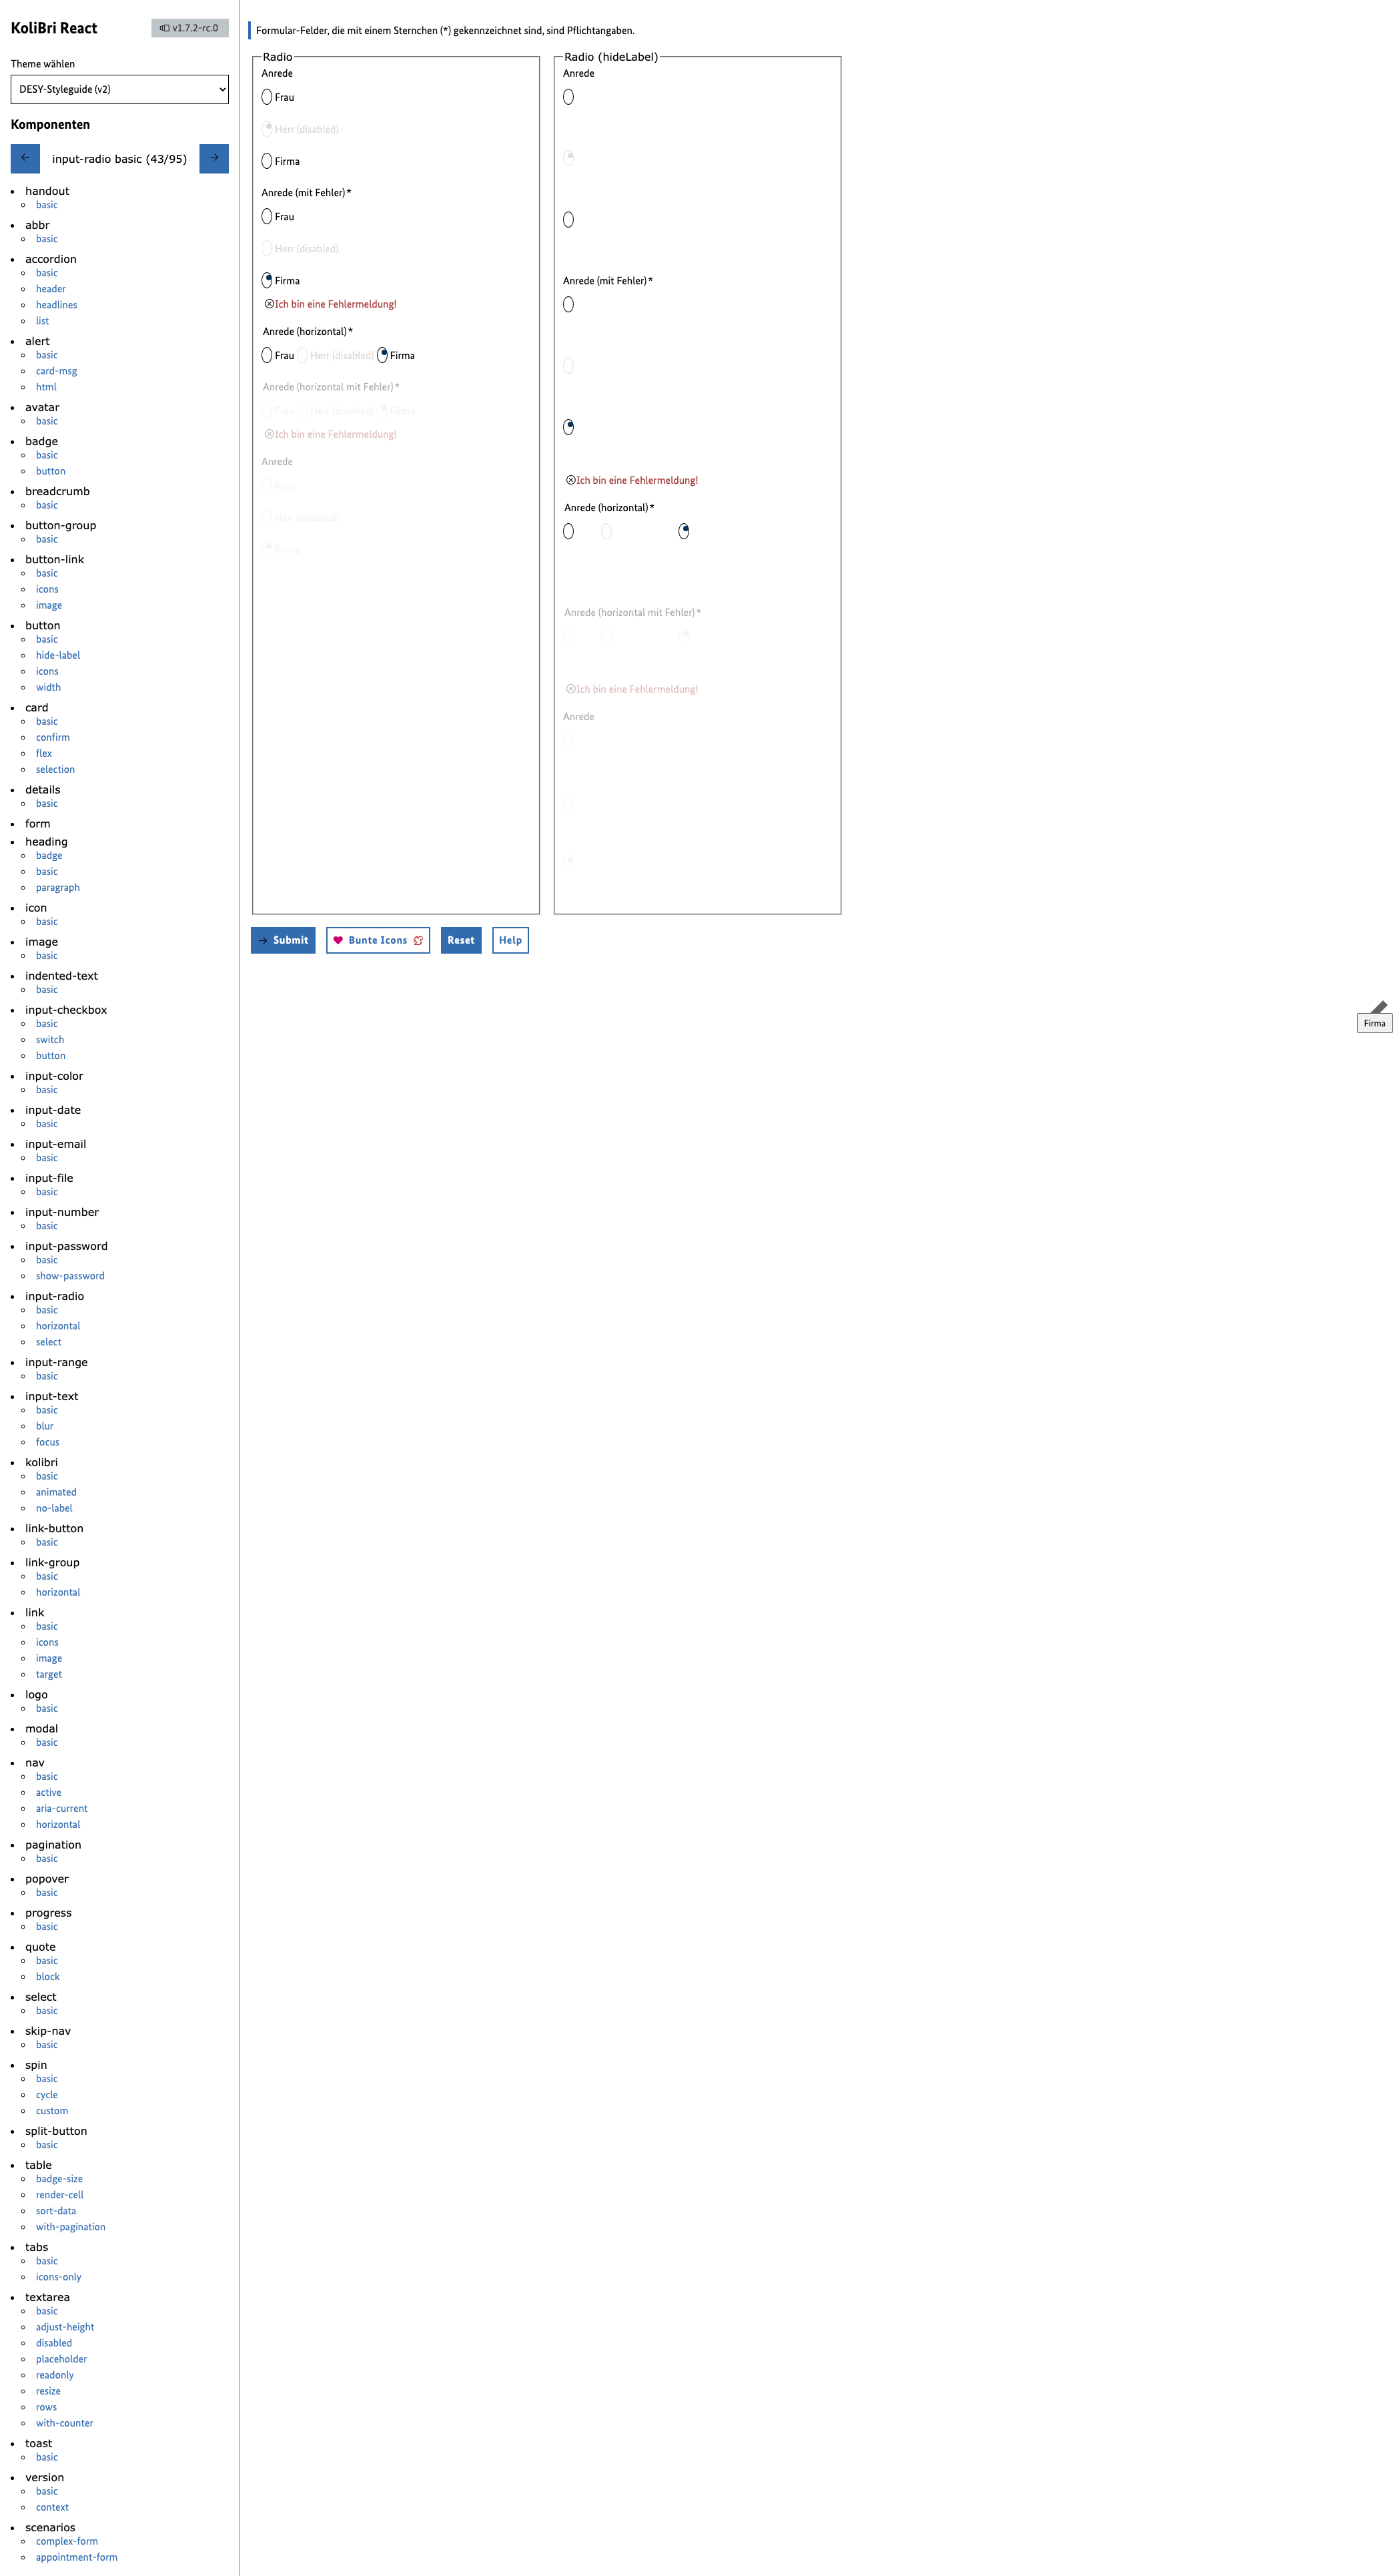 KoliBri React
v1.7.2-rc.0
Theme wählen
DESY-Styleguide (v2)
Komponenten
←
input-radio basic (43/95)
→
handout
basic
abbr
basic
accordion
basic
header
headlines
list
alert
basic
card-msg
html
avatar
basic
badge
basic
button
breadcrumb
basic
button-group
basic
button-link
basic
icons
image
button
basic
hide-label
icons
width
card
basic
confirm
flex
selection
details
basic
form
heading
badge
basic
paragraph
icon
basic
image
basic
indented-text
basic
input-checkbox
basic
switch
button
input-color
basic
input-date
basic
input-email
basic
input-file
basic
input-number
basic
input-password
basic
show-password
input-radio
basic
horizontal
select
input-range
basic
input-text
basic
blur
focus
kolibri
basic
animated
no-label
link-button
basic
link-group
basic
horizontal
link
basic
icons
image
target
logo
basic
modal
basic
nav
basic
active
aria-current
horizontal
pagination
basic
popover
basic
progress
basic
quote
basic
block
select
basic
skip-nav
basic
spin
basic
cycle
custom
split-button
basic
table
badge-size
render-cell
sort-data
with-pagination
tabs
basic
icons-only
textarea
basic
adjust-height
disabled
placeholder
readonly
resize
rows
with-counter
toast
basic
version
basic
context
scenarios
complex-form
appointment-form
Formular-Felder, die mit einem Sternchen (*) gekennzeichnet sind, sind Pflichtangaben.
Radio
Anrede
Frau
Herr (disabled)
Firma
Anrede (mit Fehler)*
Frau
Herr (disabled)
Firma
Ich bin eine Fehlermeldung!
Anrede (horizontal)*
Frau Herr (disabled) Firma
Anrede (horizontal mit Fehler)*
Frau Herr (disabled) Firma
Ich bin eine Fehlermeldung!
Anrede
Frau
Herr (disabled)
Firma
Radio (hideLabel)
Anrede
Anrede (mit Fehler)*
Ich bin eine Fehlermeldung!
Anrede (horizontal)*
Anrede (horizontal mit Fehler)*
Ich bin eine Fehlermeldung!
Anrede
→ Submit
Bunte Icons
Reset
Help
Firma